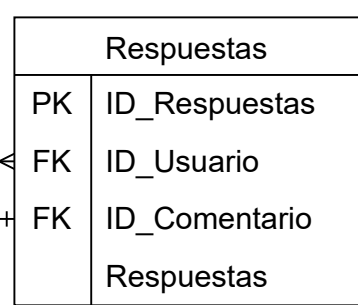 Respuestas
PK ID_Respuestas
FK ID_Usuario
FK ID_Comentario
Respuestas